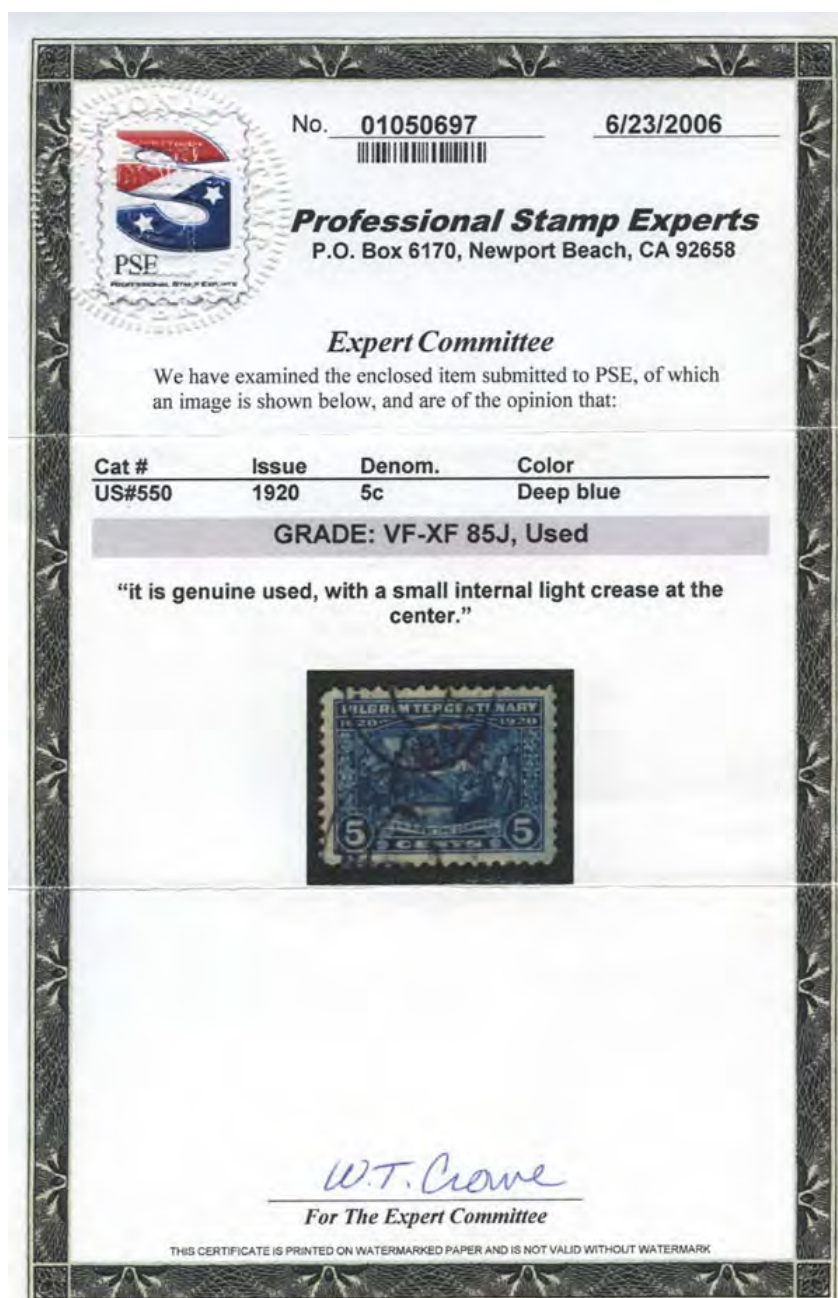 No. 01050697 6/23/2006
PSE
PROFESSIONAL STAMP EXPERTS
Professional Stamp Experts
P.O. Box 6170, Newport Beach, CA 92658
Expert Committee
We have examined the enclosed item submitted to PSE, of which
an image is shown below, and are of the opinion that:
Cat # Issue Denom. Color
US#550 1920 5c Deep blue
GRADE: VF-XF 85J, Used
“it is genuine used, with a small internal light crease at the
center.”
PILGRIM TERCENTENARY
1620 1920
5 5
CENTS
W.T. Crowe
For The Expert Committee
THIS CERTIFICATE IS PRINTED ON WATERMARKED PAPER AND IS NOT VALID WITHOUT WATERMARK